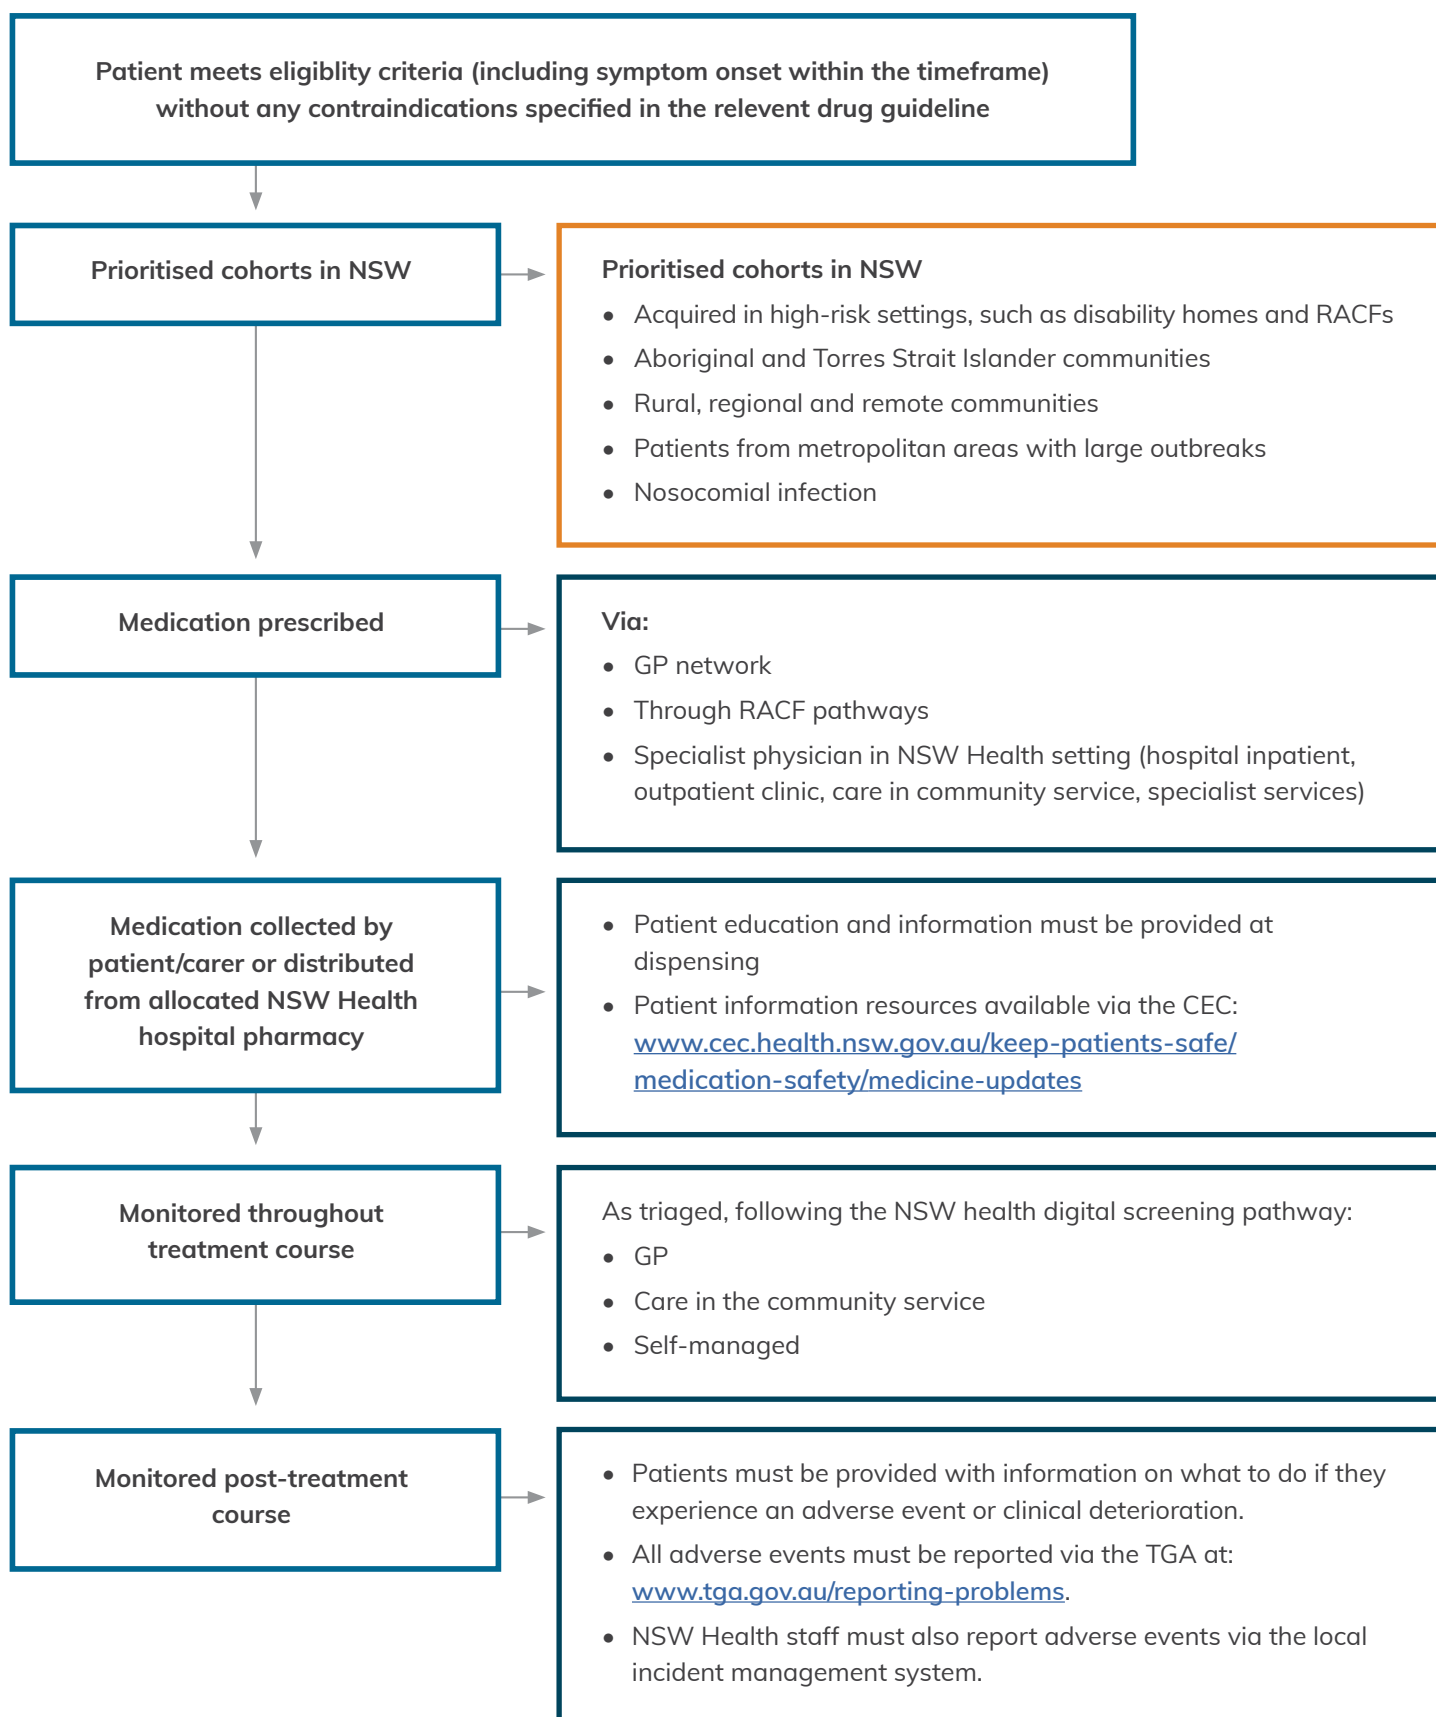 Patient meets eligiblity criteria (including symptom onset within the timeframe)
without any contraindications specified in the relevent drug guideline
Prioritised cohorts in NSW
Prioritised cohorts in NSW
• Acquired in high-risk settings, such as disability homes and RACFs
• Aboriginal and Torres Strait Islander communities
• Rural, regional and remote communities
• Patients from metropolitan areas with large outbreaks
• Nosocomial infection
Medication prescribed
Via:
• GP network
• Through RACF pathways
• Specialist physician in NSW Health setting (hospital inpatient,
outpatient clinic, care in community service, specialist services)
Medication collected by
patient/carer or distributed
from allocated NSW Health
hospital pharmacy
• Patient education and information must be provided at
dispensing
• Patient information resources available via the CEC:
www.cec.health.nsw.gov.au/keep-patients-safe/
medication-safety/medicine-updates
Monitored throughout
treatment course
As triaged, following the NSW health digital screening pathway:
• GP
• Care in the community service
• Self-managed
Monitored post-treatment
course
• Patients must be provided with information on what to do if they
experience an adverse event or clinical deterioration.
• All adverse events must be reported via the TGA at:
www.tga.gov.au/reporting-problems.
• NSW Health staff must also report adverse events via the local
incident management system.